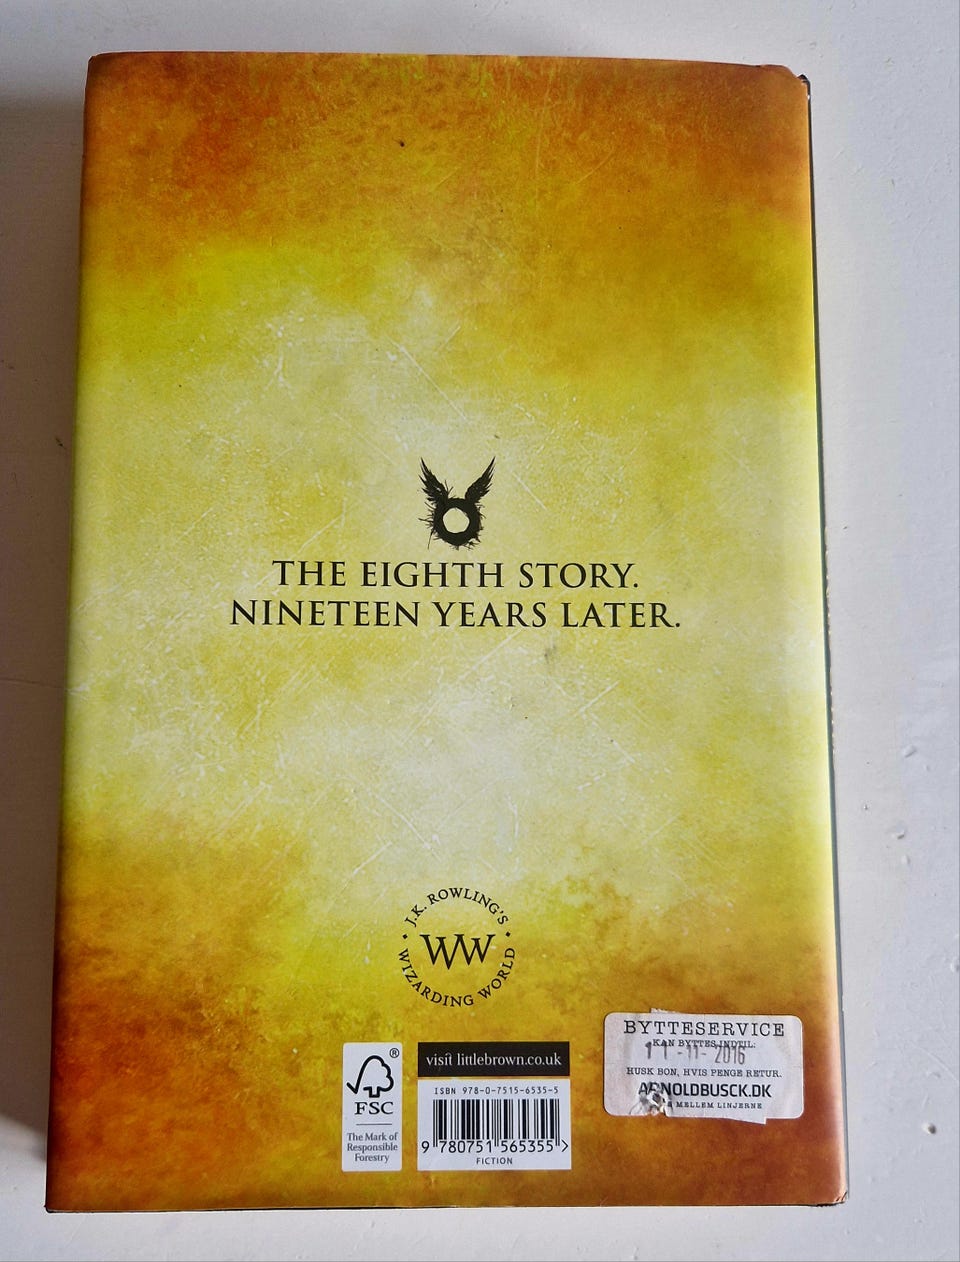 THE EIGHTH STORY.
NINETEEN YEARS LATER.
J.K. ROWLING'S
WW
WIZARDING WORLD
®
FSC
The Mark of
Responsible
Forestry
visit littlebrown.co.uk
ISBN 978-0-7515-6535-5
9 780751 565355 >
FICTION
BYTTESERVICE
KAN BYTTES INDTIL:
11-11-2016
HUSK BON, HVIS PENGE RETUR.
ARNOLDBUSCK.DK
MELLEM LINJERNE